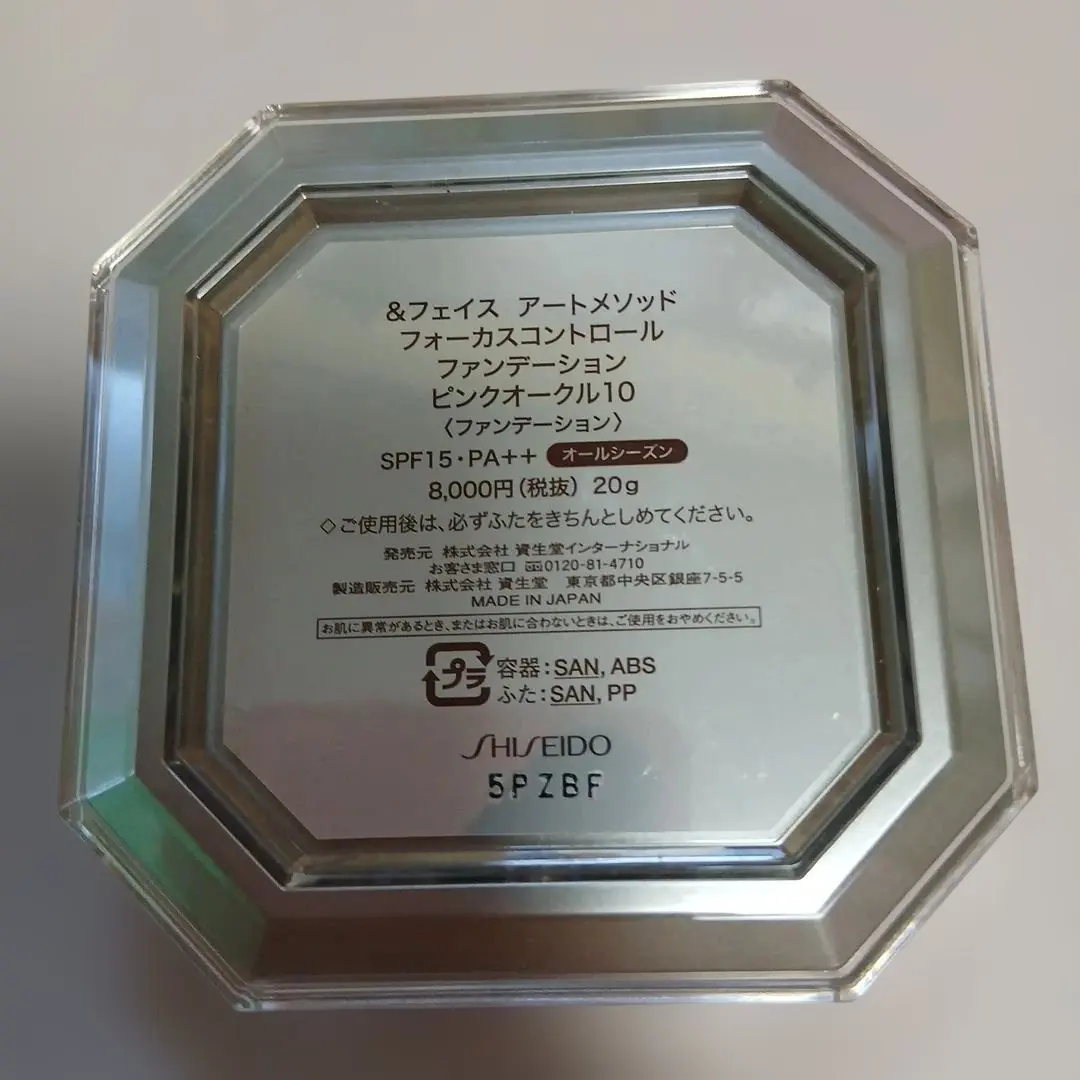 &フェイス アートメソッド
フォーカスコントロール
ファンデーション
ピンクオークル10
〈ファンデーション〉
SPF15・PA++ オールシーズン
8,000円(税抜) 20g
◇ご使用後は、必ずふたをきちんとしめてください。
発売元 株式会社 資生堂インターナショナル
お客さま窓口 0120-81-4710
製造販売元 株式会社 資生堂 東京都中央区銀座7-5-5
MADE IN JAPAN
お肌に異常があるとき、またはお肌に合わないときは、ご使用をおやめください。
プラ 容器:SAN, ABS
ふた:SAN, PP
SHISEIDO
5PZBF